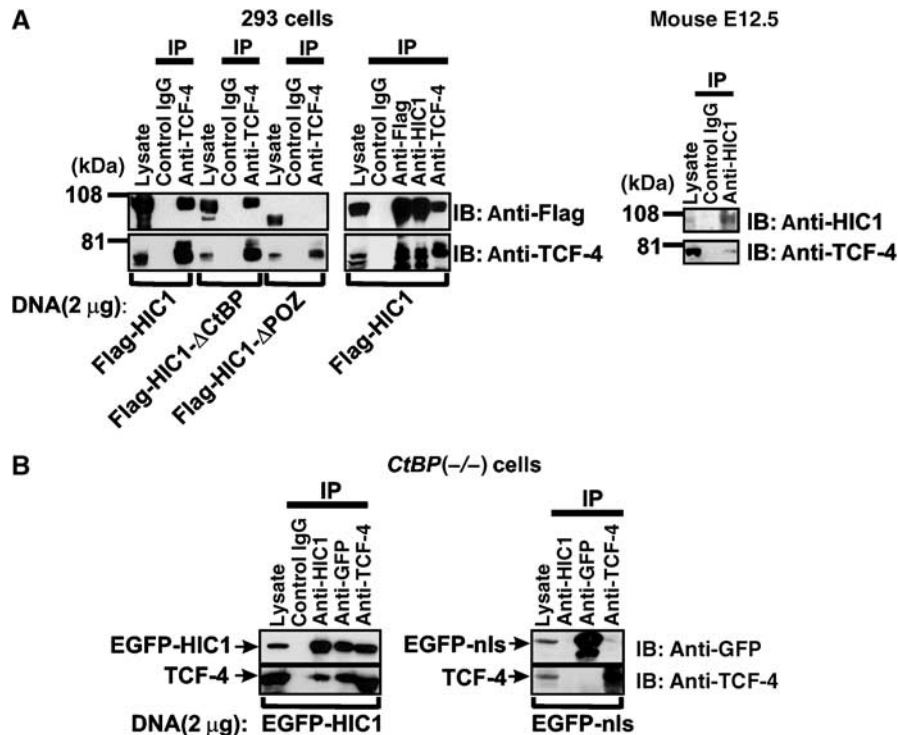 A
293 cells
Mouse E12.5
IP
IP
IP
IP
IP
Lysate
Control IgG
Anti-TCF-4
Lysate
Control IgG
Anti-TCF-4
Lysate
Control IgG
Anti-TCF-4
Lysate
Control IgG
Anti-Flag
Anti-HIC1
Anti-TCF-4
Lysate
Control IgG
Anti-HIC1
(kDa)
108
81
IB: Anti-Flag
IB: Anti-TCF-4
(kDa)
108
81
IB: Anti-HIC1
IB: Anti-TCF-4
DNA(2 μg):
Flag-HIC1
Flag-HIC1-ΔCtBP
Flag-HIC1-ΔPOZ
Flag-HIC1
B
CtBP(–/–) cells
IP
IP
Lysate
Control IgG
Anti-HIC1
Anti-GFP
Anti-TCF-4
Lysate
Anti-HIC1
Anti-GFP
Anti-TCF-4
EGFP-HIC1
TCF-4
EGFP-nls
TCF-4
IB: Anti-GFP
IB: Anti-TCF-4
DNA(2 μg): EGFP-HIC1
EGFP-nls